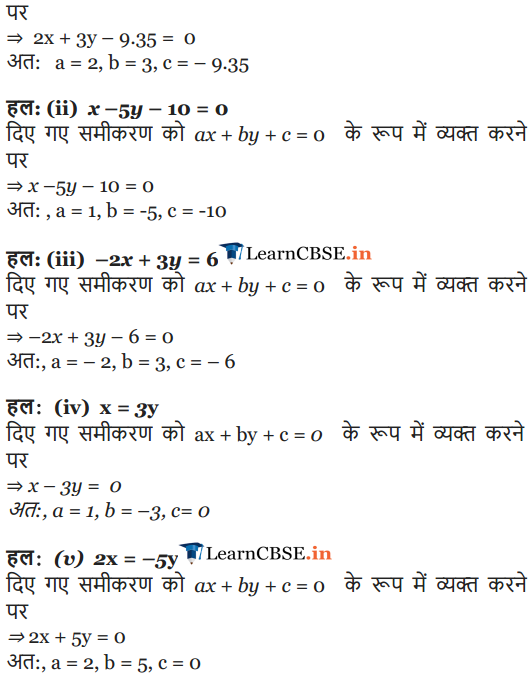 पर
⇒ 2x + 3y – 9.35 = 0
अत: a = 2, b = 3, c = – 9.35
हल: (ii) x –5y – 10 = 0
दिए गए समीकरण को ax + by + c = 0 के रूप में व्यक्त करने
पर
⇒ x –5y – 10 = 0
अत: , a = 1, b = -5, c = -10
हल: (iii) –2x + 3y = 6 LearnCBSE.in
दिए गए समीकरण को ax + by + c = 0 के रूप में व्यक्त करने
पर
⇒ –2x + 3y – 6 = 0
अत:, a = – 2, b = 3, c = – 6
हल: (iv) x = 3y
दिए गए समीकरण को ax + by + c = 0 के रूप में व्यक्त करने
पर
⇒ x – 3y = 0
अत:, a = 1, b = –3, c= 0
हल: (v) 2x = –5y LearnCBSE.in
दिए गए समीकरण को ax + by + c = 0 के रूप में व्यक्त करने
पर
⇒ 2x + 5y = 0
अत:, a = 2, b = 5, c = 0